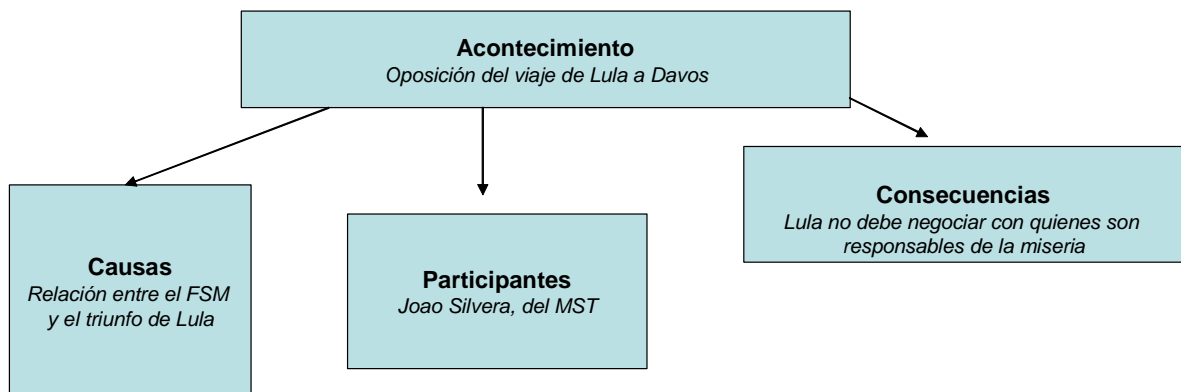 Acontecimiento
Oposición del viaje de Lula a Davos
Causas
Relación entre el FSM
y el triunfo de Lula
Participantes
Joao Silvera, del MST
Consecuencias
Lula no debe negociar con quienes son
responsables de la miseria